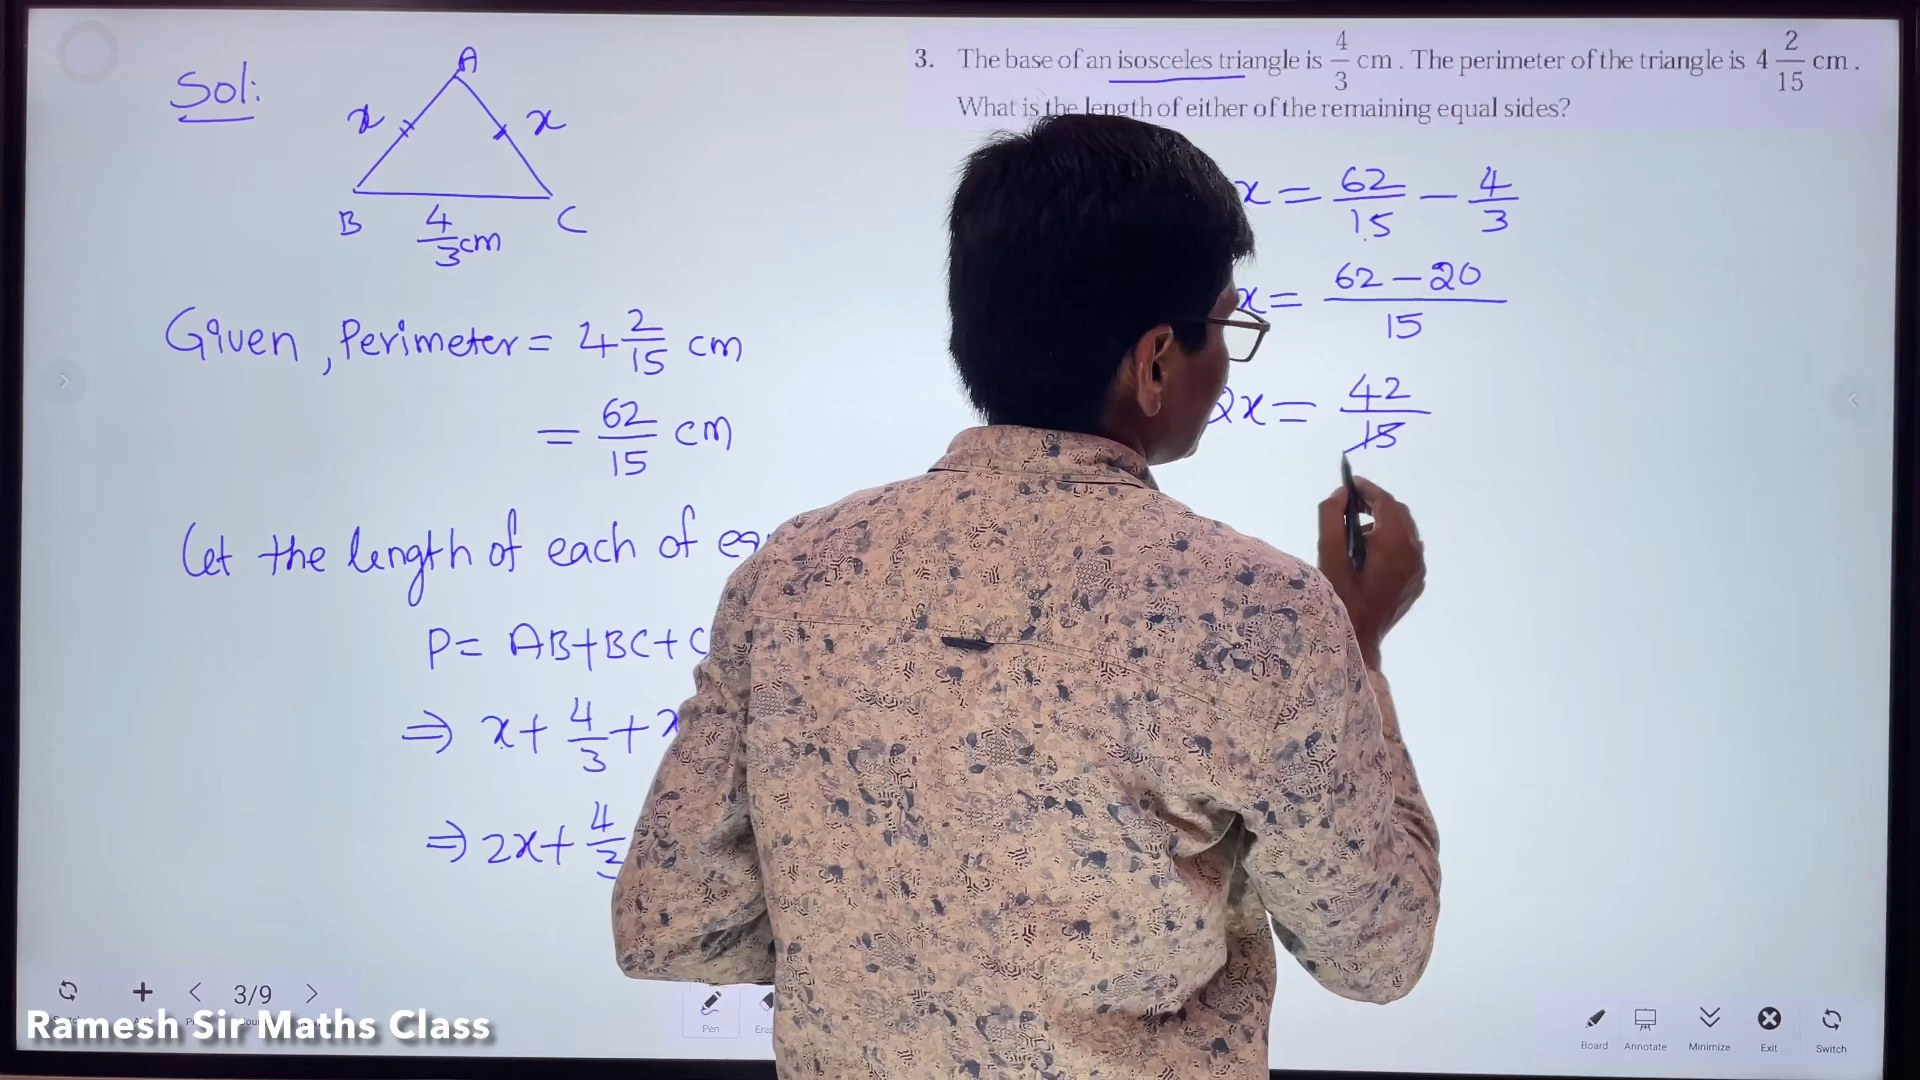 Sol:
A
x x
B C
4/3 cm
Given, Perimeter = 4 2/15 cm
= 62/15 cm
Let the length of each of
P = AB+BC+
⇒ x + 4/3 +
⇒ 2x + 4/3
3. The base of an isosceles triangle is 4/3 cm. The perimeter of the triangle is 4 2/15 cm.
What is the length of either of the remaining equal sides?
x = 62/15 - 4/3
x = 62-20/15
2x = 42/15
3/9
Pen
Board Annotate Minimize Exit Switch
Ramesh Sir Maths Class